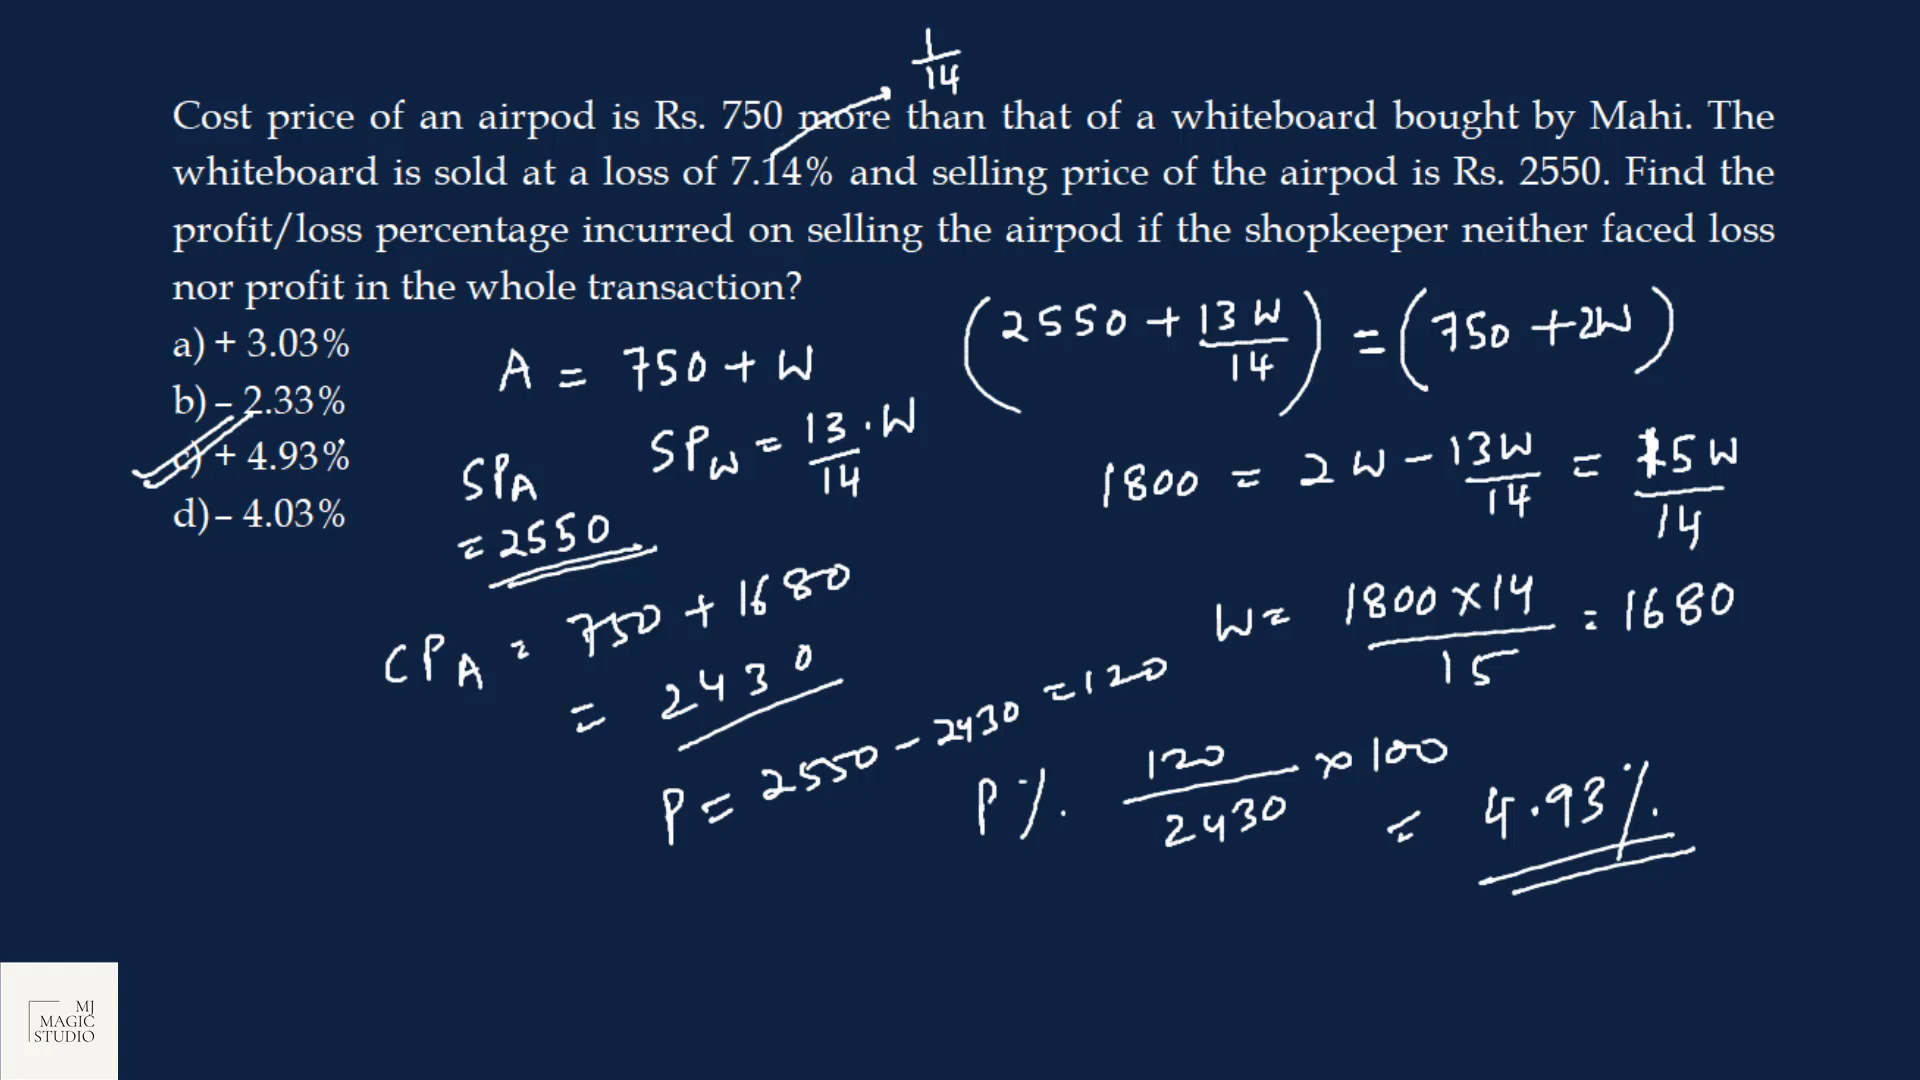 1/14
Cost price of an airpod is Rs. 750 more than that of a whiteboard bought by Mahi. The
whiteboard is sold at a loss of 7.14% and selling price of the airpod is Rs. 2550. Find the
profit/loss percentage incurred on selling the airpod if the shopkeeper neither faced loss
nor profit in the whole transaction?
a) + 3.03%
b) – 2.33%
c) + 4.93%
d) – 4.03%
A = 750 + W
SPW = 13/14 . W
SPA
= 2550
CPA = 750 + 1680
= 2430
P = 2550 - 2430 = 120
(2550 + 13W/14) = (750 + 2W)
1800 = 2W - 13W/14 = 15W/14
W = 1800 x 14/15 = 1680
P% 120/2430 x 100
= 4.93%
MJ
MAGIC
STUDIO